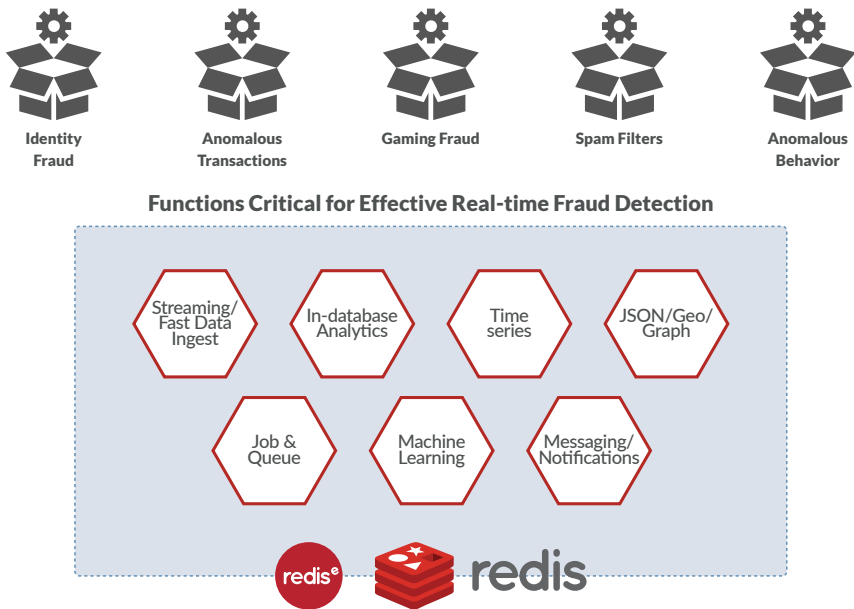 Identity
Fraud
Anomalous
Transactions
Gaming Fraud
Spam Filters
Anomalous
Behavior
Functions Critical for Effective Real-time Fraud Detection
Streaming/
Fast Data
Ingest
In-database
Analytics
Time
series
JSON/Geo/
Graph
Job &
Queue
Machine
Learning
Messaging/
Notifications
redise
redis